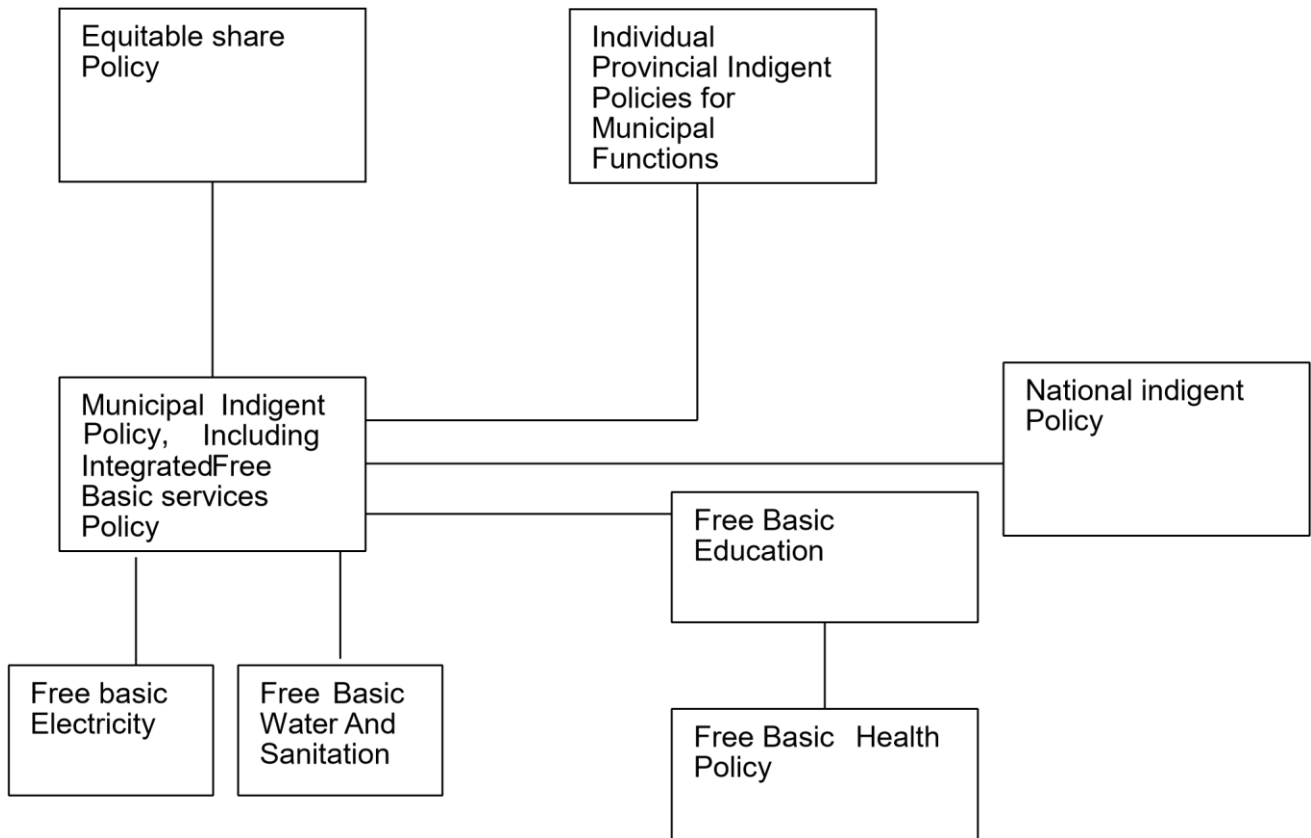 Equitable share
Policy
Individual
Provincial Indigent
Policies for
Municipal
Functions
Municipal Indigent
Policy, Including
IntegratedFree
Basic services
Policy
National indigent
Policy
Free Basic
Education
Free basic
Electricity
Free Basic
Water And
Sanitation
Free Basic Health
Policy